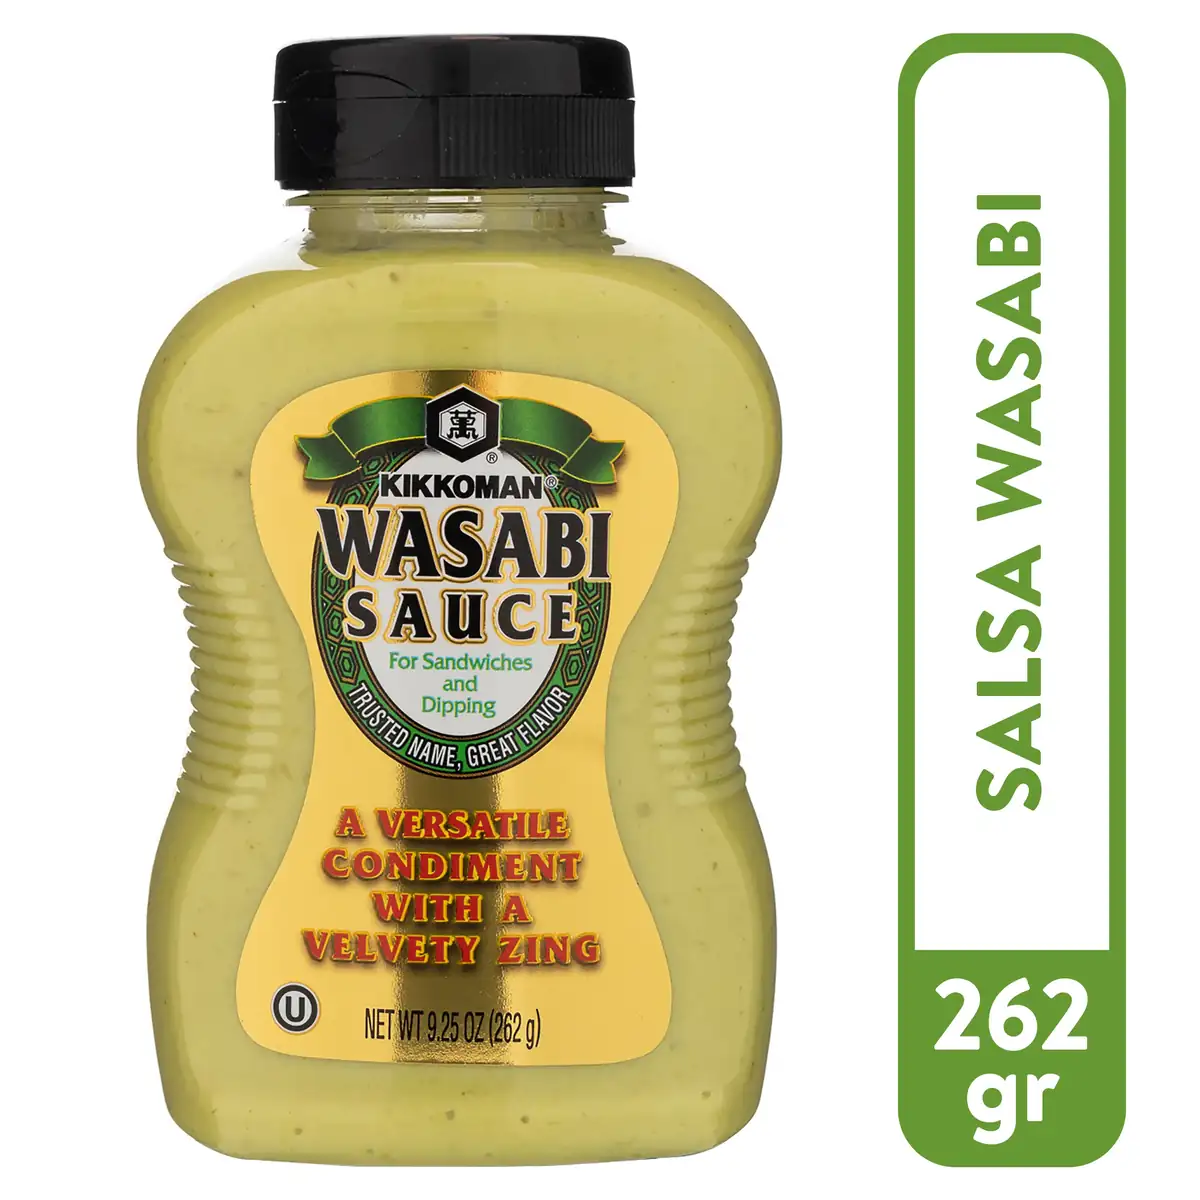 萬
®
KIKKOMAN®
WASABI
SAUCE
For Sandwiches
and
Dipping
TRUSTED NAME, GREAT FLAVOR
A VERSATILE
CONDIMENT
WITH A
VELVETY ZING
U
NET WT 9.25 OZ (262 g)
SALSA WASABI
262
gr